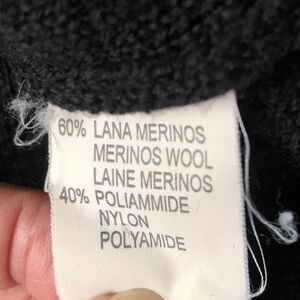 60% LANA MERINOS
MERINOS WOOL
LAINE MERINOS
40% POLIAMMIDE
NYLON
POLYAMIDE